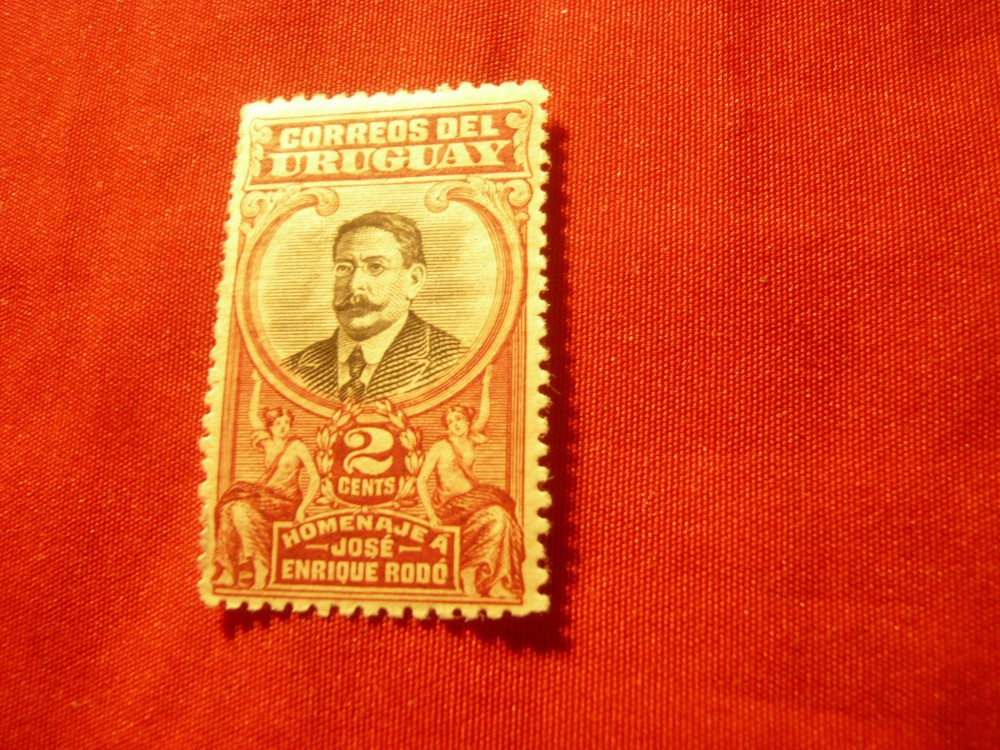 CORREOS DEL
URUGUAY
2
CENTS
HOMENAJE A
JOSÉ
ENRIQUE RODÓ